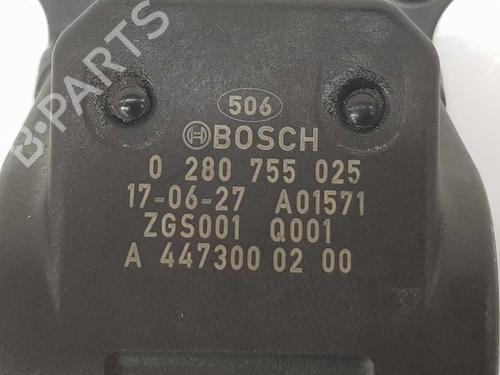 B-PARTS
506
BOSCH
0 280 755 025
17-06-27 A01571
ZGS001 Q001
A 447300 02 00